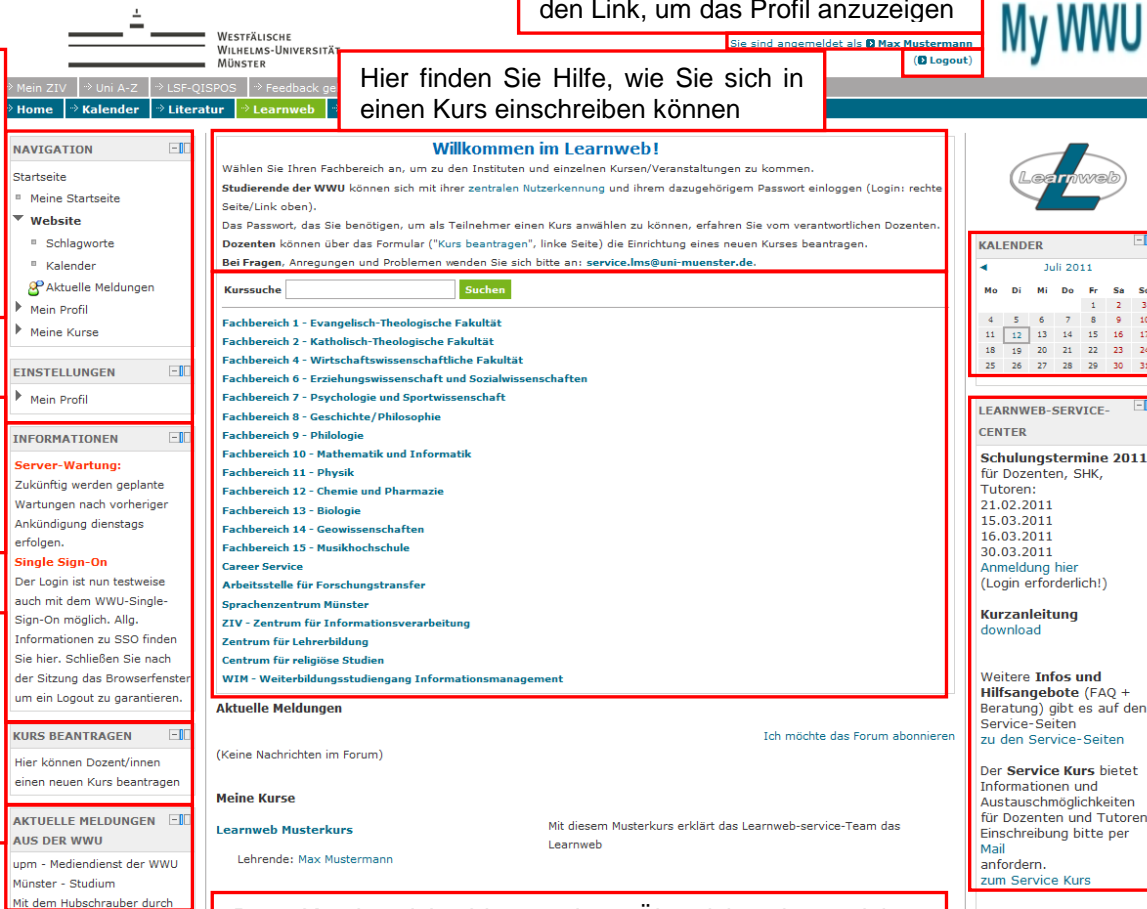 den Link, um das Profil anzuzeigen
My WWU
WESTFÄLISCHE
WILHELMS-UNIVERSITÄT
MÜNSTER
Sie sind angemeldet als Max Mustermann
(Logout)
Hier finden Sie Hilfe, wie Sie sich in
einen Kurs einschreiben können
Mein ZIV Uni A-Z LSF-QISPOS Feedback
Home Kalender Literatur Learnweb
NAVIGATION
Startseite
Meine Startseite
Website
Schlagworte
Kalender
Aktuelle Meldungen
Mein Profil
Meine Kurse
EINSTELLUNGEN
Mein Profil
INFORMATIONEN
Server-Wartung:
Zukünftig werden geplante
Wartungen nach vorheriger
Ankündigung dienstags
erfolgen.
Single Sign-On
Der Login ist nun testweise
auch mit dem WWU-Single-
Sign-On möglich. Allg.
Informationen zu SSO finden
Sie hier. Schließen Sie nach
der Sitzung das Browserfenster
um ein Logout zu garantieren.
KURS BEANTRAGEN
Hier können Dozent/innen
einen neuen Kurs beantragen
AKTUELLE MELDUNGEN
AUS DER WWU
upm - Mediendienst der WWU
Münster - Studium
Mit dem Hubschrauber durch
Willkommen im Learnweb!
Wählen Sie Ihren Fachbereich an, um zu den Instituten und einzelnen Kursen/Veranstaltungen zu kommen.
Studierende der WWU können sich mit ihrer zentralen Nutzerkennung und ihrem dazugehörigem Passwort einloggen (Login: rechte
Seite/Link oben).
Das Passwort, das Sie benötigen, um als Teilnehmer einen Kurs anwählen zu können, erfahren Sie vom verantwortlichen Dozenten.
Dozenten können über das Formular ("Kurs beantragen", linke Seite) die Einrichtung eines neuen Kurses beantragen.
Bei Fragen, Anregungen und Problemen wenden Sie sich bitte an: service.lms@uni-muenster.de.
Kurssuche Suchen
Fachbereich 1 - Evangelisch-Theologische Fakultät
Fachbereich 2 - Katholisch-Theologische Fakultät
Fachbereich 4 - Wirtschaftswissenschaftliche Fakultät
Fachbereich 6 - Erziehungswissenschaft und Sozialwissenschaften
Fachbereich 7 - Psychologie und Sportwissenschaft
Fachbereich 8 - Geschichte/Philosophie
Fachbereich 9 - Philologie
Fachbereich 10 - Mathematik und Informatik
Fachbereich 11 - Physik
Fachbereich 12 - Chemie und Pharmazie
Fachbereich 13 - Biologie
Fachbereich 14 - Geowissenschaften
Fachbereich 15 - Musikhochschule
Career Service
Arbeitsstelle für Forschungstransfer
Sprachenzentrum Münster
ZIV - Zentrum für Informationsverarbeitung
Zentrum für Lehrerbildung
Centrum für religiöse Studien
WIM - Weiterbildungsstudiengang Informationsmanagement
Aktuelle Meldungen
Ich möchte das Forum abonnieren
(Keine Nachrichten im Forum)
Meine Kurse
Learnweb Musterkurs
Lehrende: Max Mustermann
Mit diesem Musterkurs erklärt das Learnweb-service-Team das
Learnweb
Learnweb
KALENDER
Juli 2011
Mo Di Mi Do Fr Sa So
1 2 3
4 5 6 7 8 9 10
11 12 13 14 15 16 17
18 19 20 21 22 23 24
25 26 27 28 29 30 31
LEARNWEB-SERVICE-
CENTER
Schulungstermine 2011
für Dozenten, SHK,
Tutoren:
21.02.2011
15.03.2011
16.03.2011
30.03.2011
Anmeldung hier
(Login erforderlich!)
Kurzanleitung
download
Weitere Infos und
Hilfsangebote (FAQ +
Beratung) gibt es auf den
Service-Seiten
zu den Service-Seiten
Der Service Kurs bietet
Informationen und
Austauschmöglichkeiten
für Dozenten und Tutoren
Einschreibung bitte per
Mail
anfordern.
zum Service Kurs